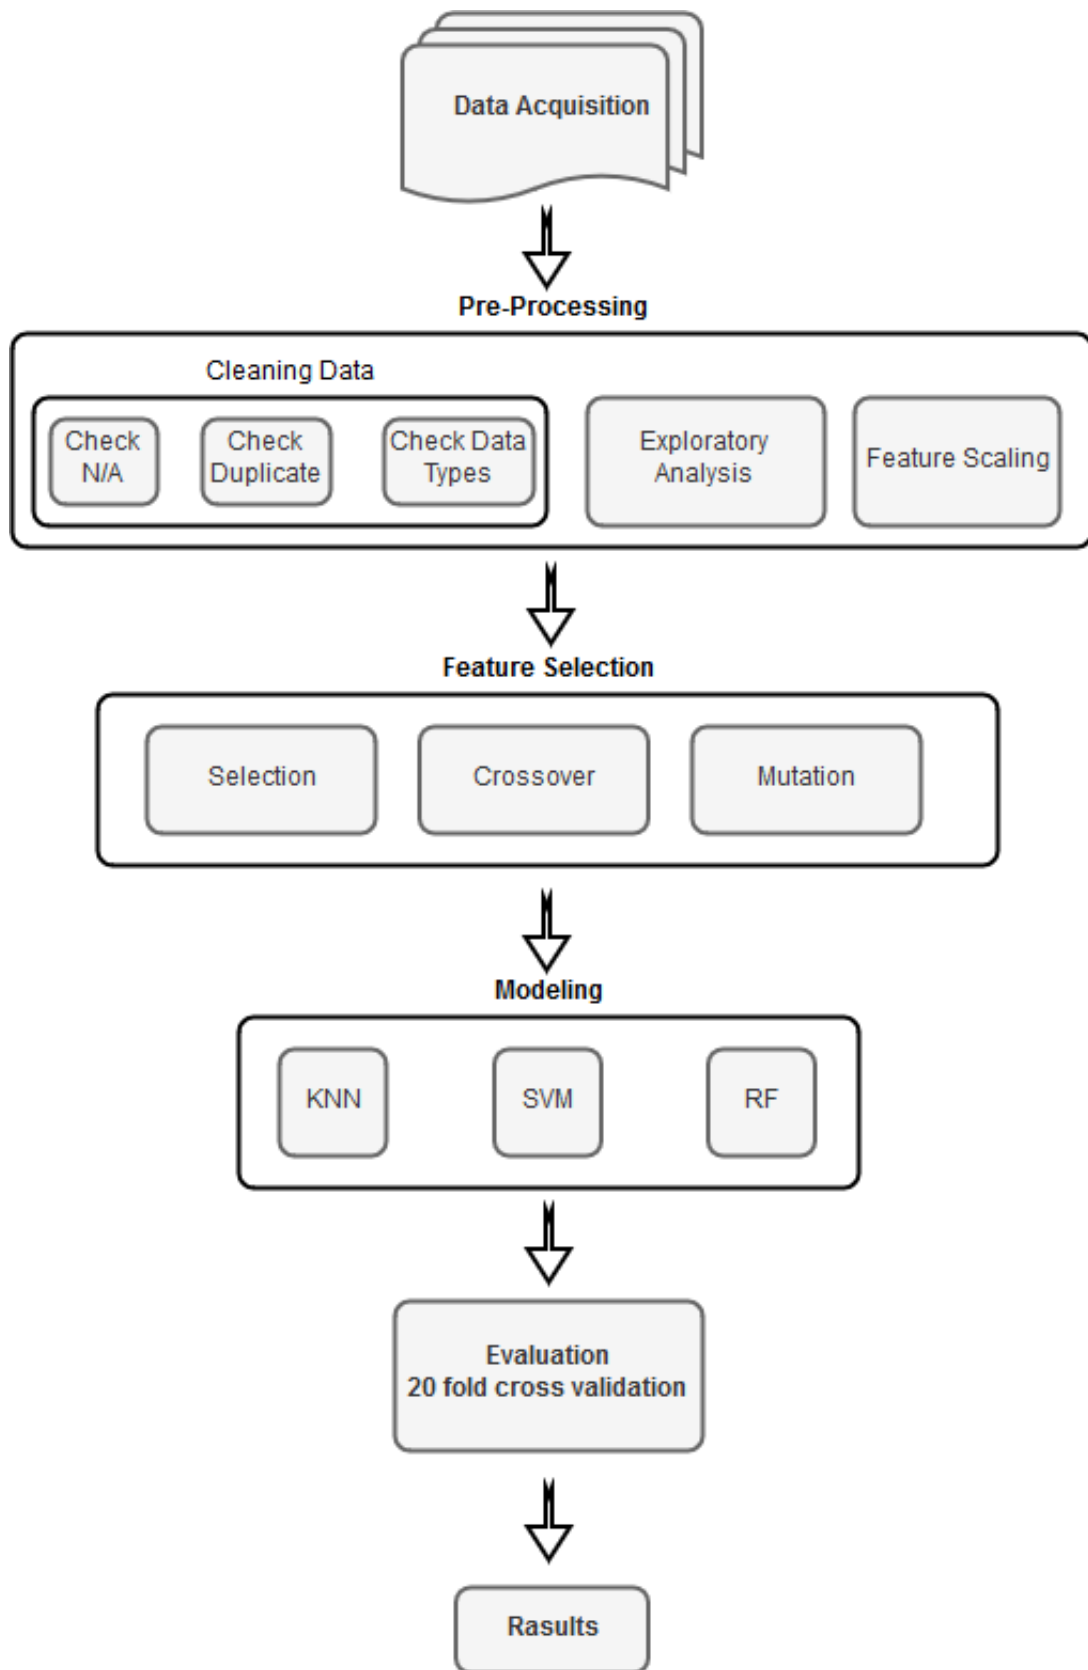 Data Acquisition
Pre-Processing
Cleaning Data
Check
N/A
Check
Duplicate
Check Data
Types
Exploratory
Analysis
Feature Scaling
Feature Selection
Selection
Crossover
Mutation
Modeling
KNN
SVM
RF
Evaluation
20 fold cross validation
Rasults